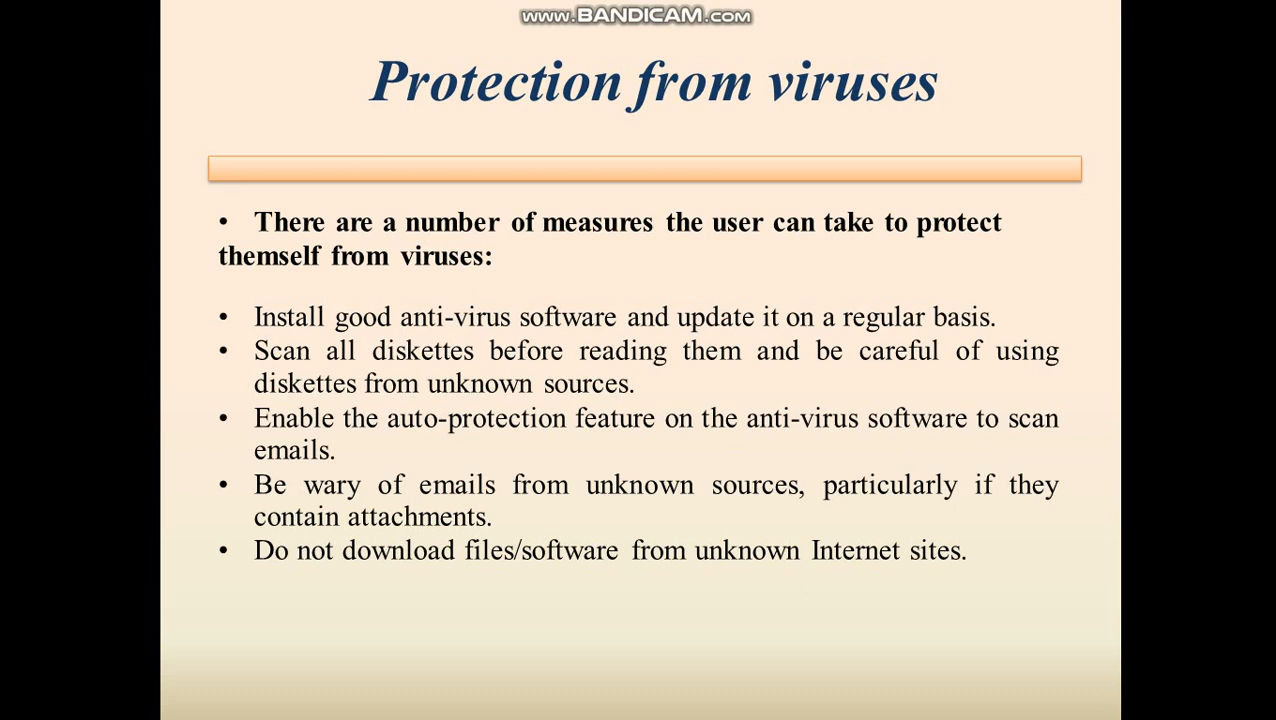 www.BANDICAM.com
Protection from viruses
• There are a number of measures the user can take to protect
themself from viruses:
• Install good anti-virus software and update it on a regular basis.
• Scan all diskettes before reading them and be careful of using
diskettes from unknown sources.
• Enable the auto-protection feature on the anti-virus software to scan
emails.
• Be wary of emails from unknown sources, particularly if they
contain attachments.
• Do not download files/software from unknown Internet sites.